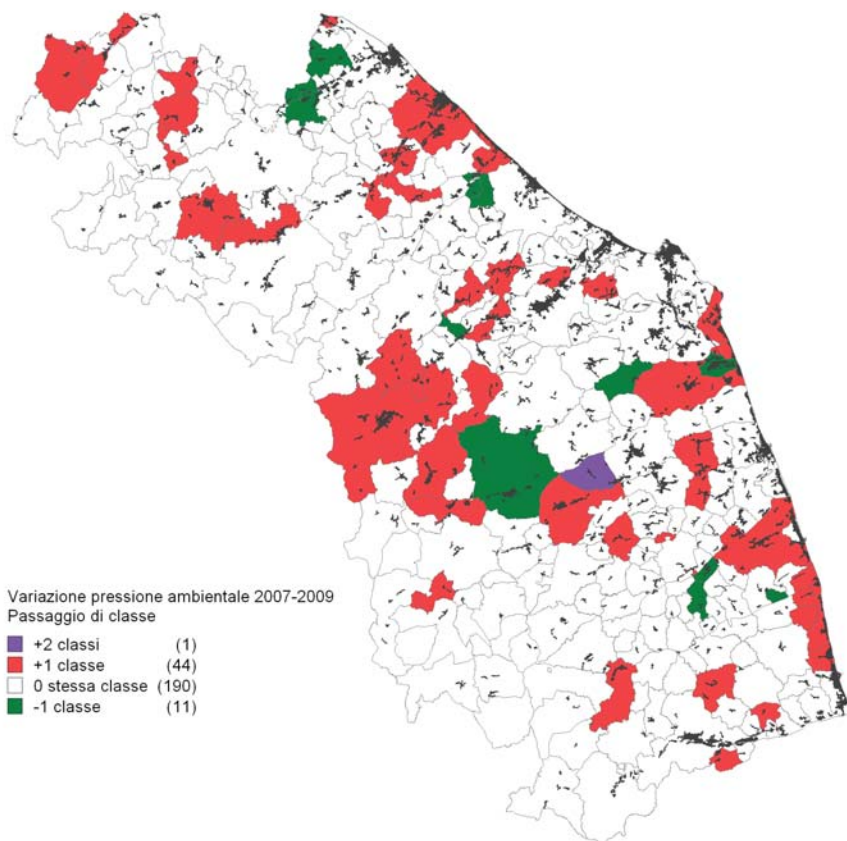 Variazione pressione ambientale 2007-2009
Passaggio di classe
+2 classi (1)
+1 classe (44)
0 stessa classe (190)
-1 classe (11)